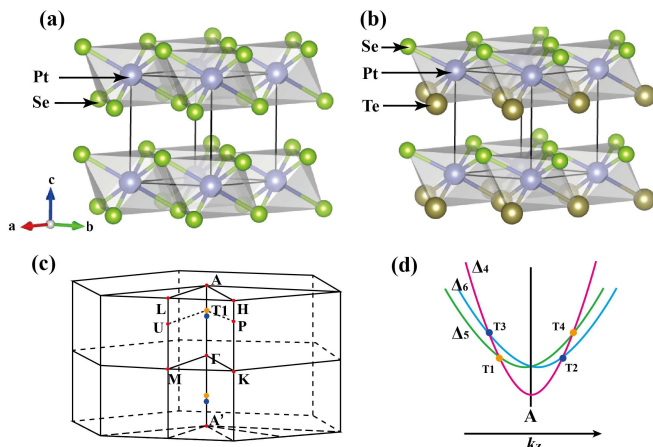 (a)
Pt
Se
c
a
b
(b)
Se
Pt
Te
(c)
A
L
H
T1
U
P
Γ
M
K
A'
(d)
Δ4
Δ6
Δ5
T3
T4
T1
T2
A
kz